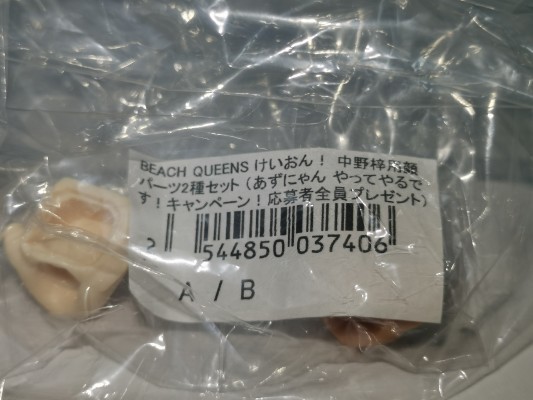 BEACH QUEENS けいおん! 中野梓用顔
パーツ2種セット(あずにゃん やってやるで
す!キャンペーン!応募者全員プレゼント)
2 544850 037406
A / B